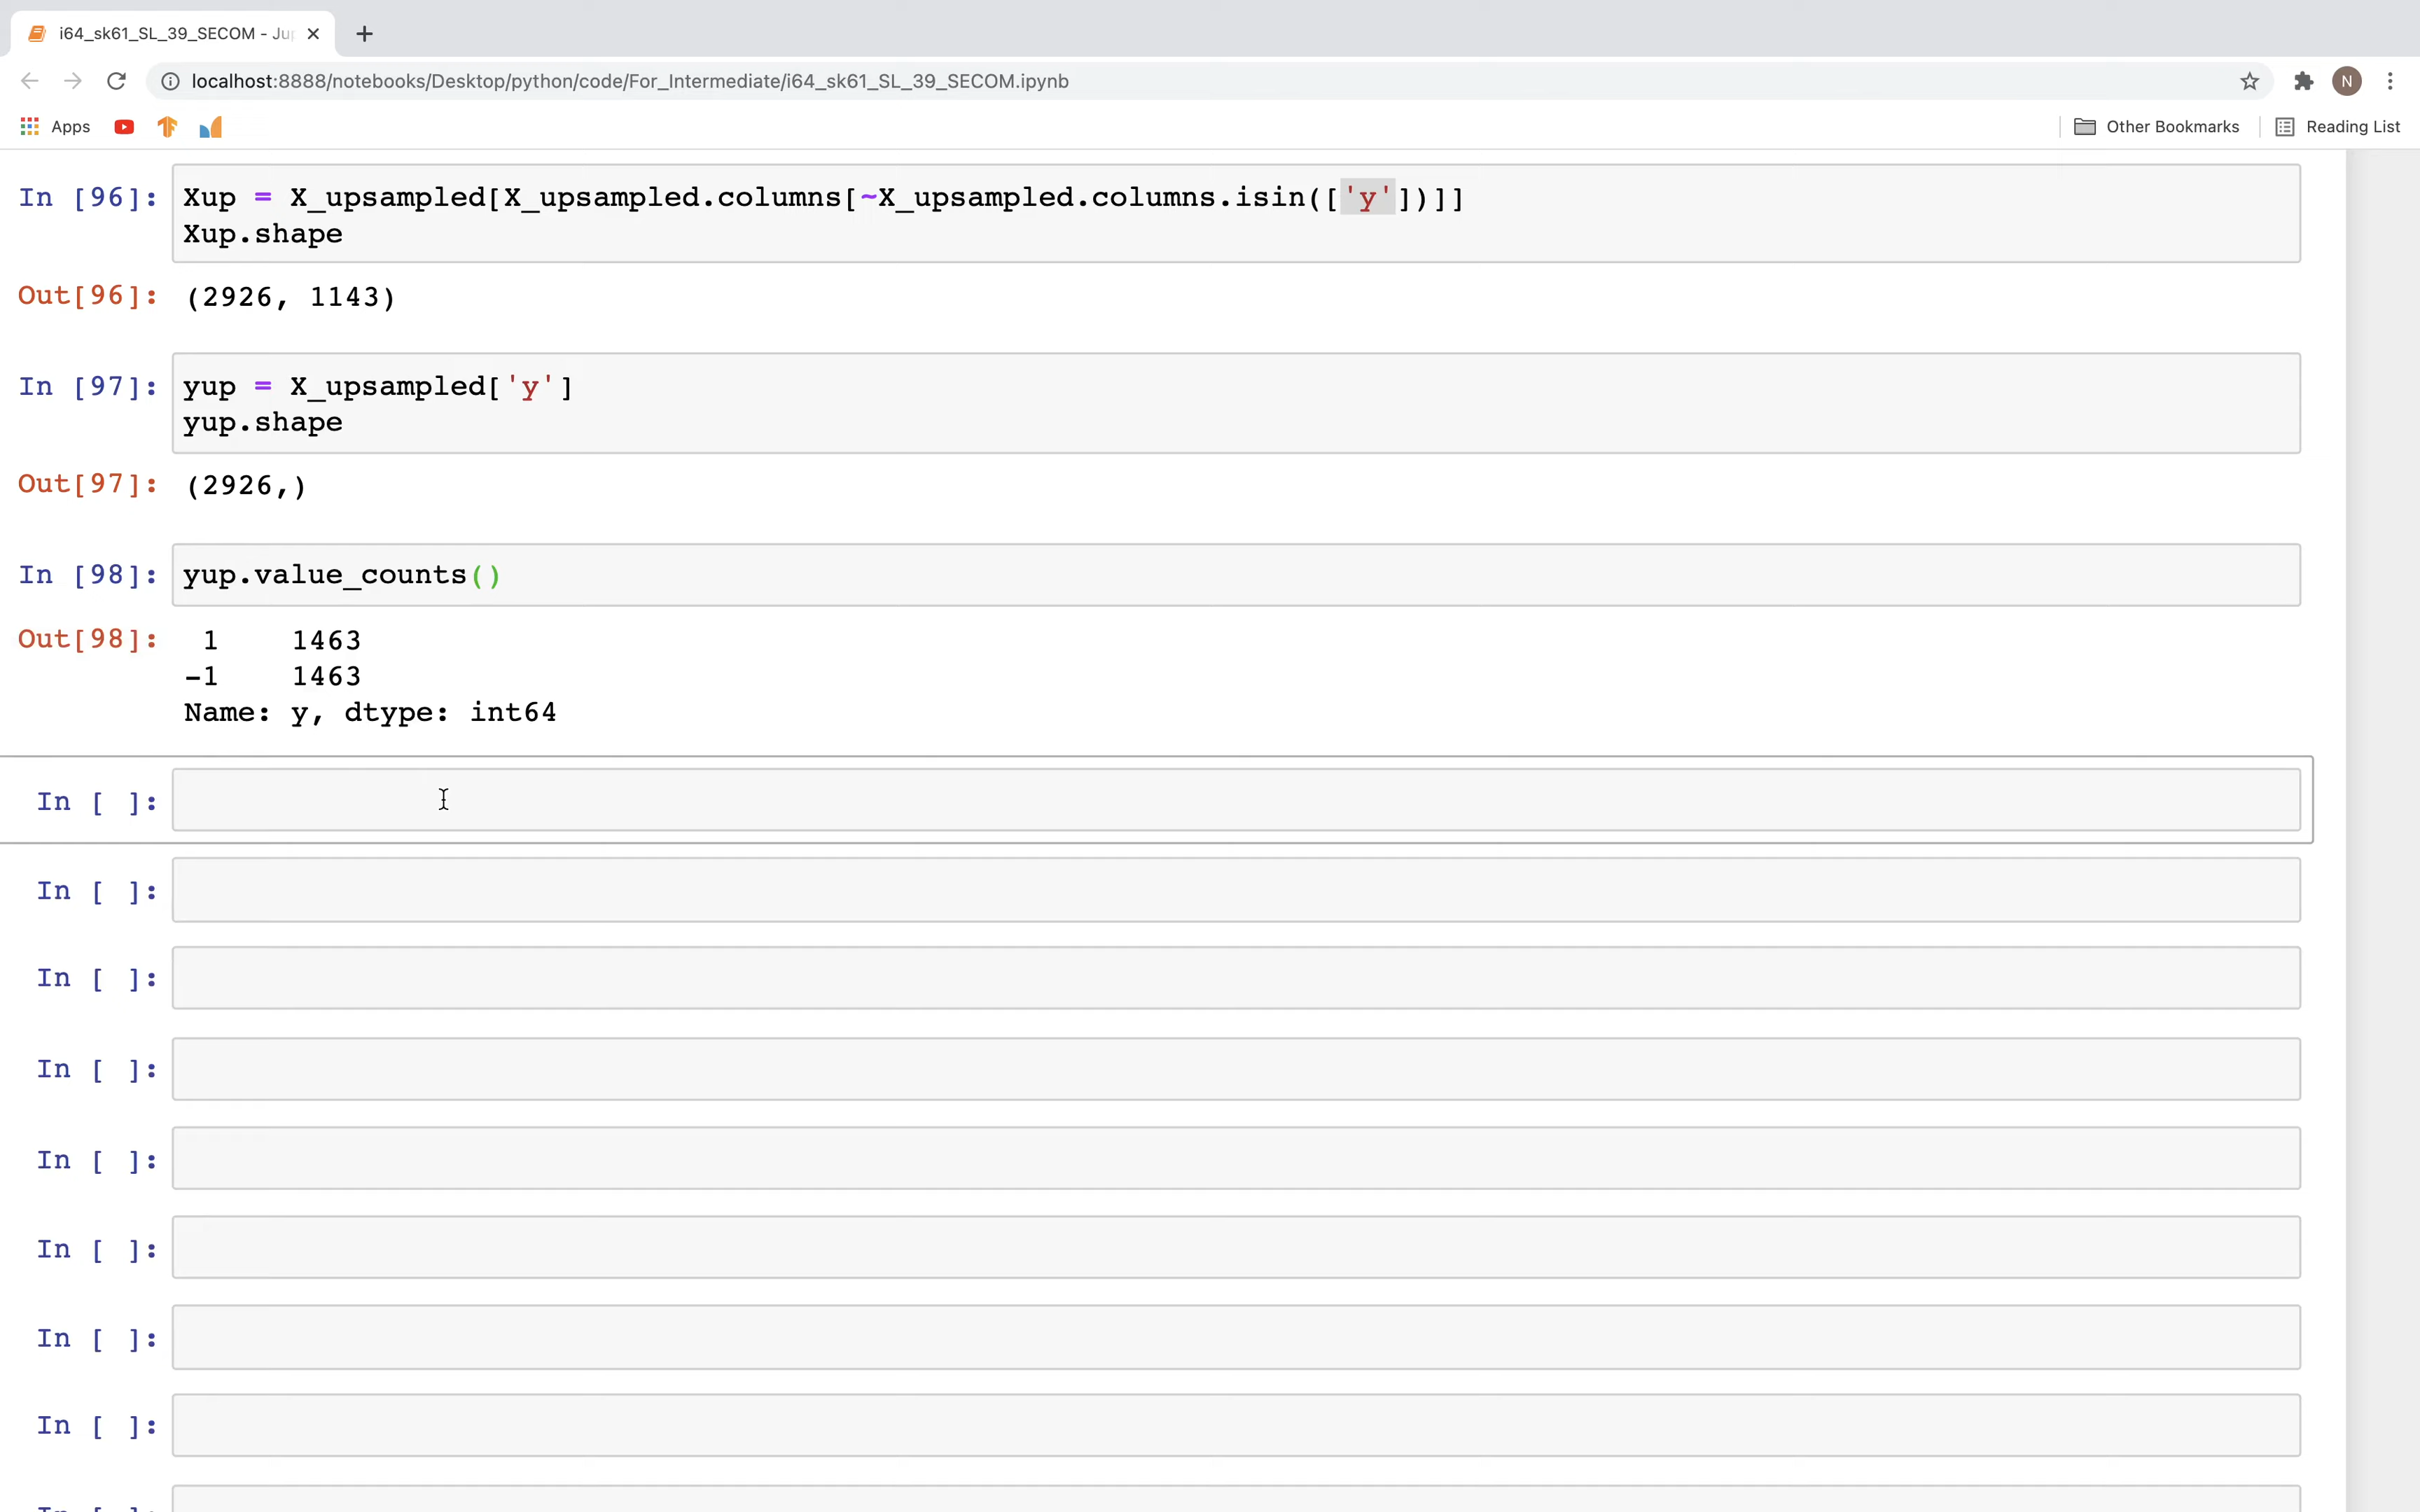 i64_sk61_SL_39_SECOM - Ju
localhost:8888/notebooks/Desktop/python/code/For_Intermediate/i64_sk61_SL_39_SECOM.ipynb
N
Apps
Other Bookmarks
Reading List
In [96]: Xup = X_upsampled[X_upsampled.columns[~X_upsampled.columns.isin(['y'])]]
Xup.shape
Out[96]: (2926, 1143)
In [97]: yup = X_upsampled['y']
yup.shape
Out[97]: (2926,)
In [98]: yup.value_counts()
Out[98]: 1 1463
-1 1463
Name: y, dtype: int64
In [ ]:
In [ ]:
In [ ]:
In [ ]:
In [ ]:
In [ ]:
In [ ]:
In [ ]: